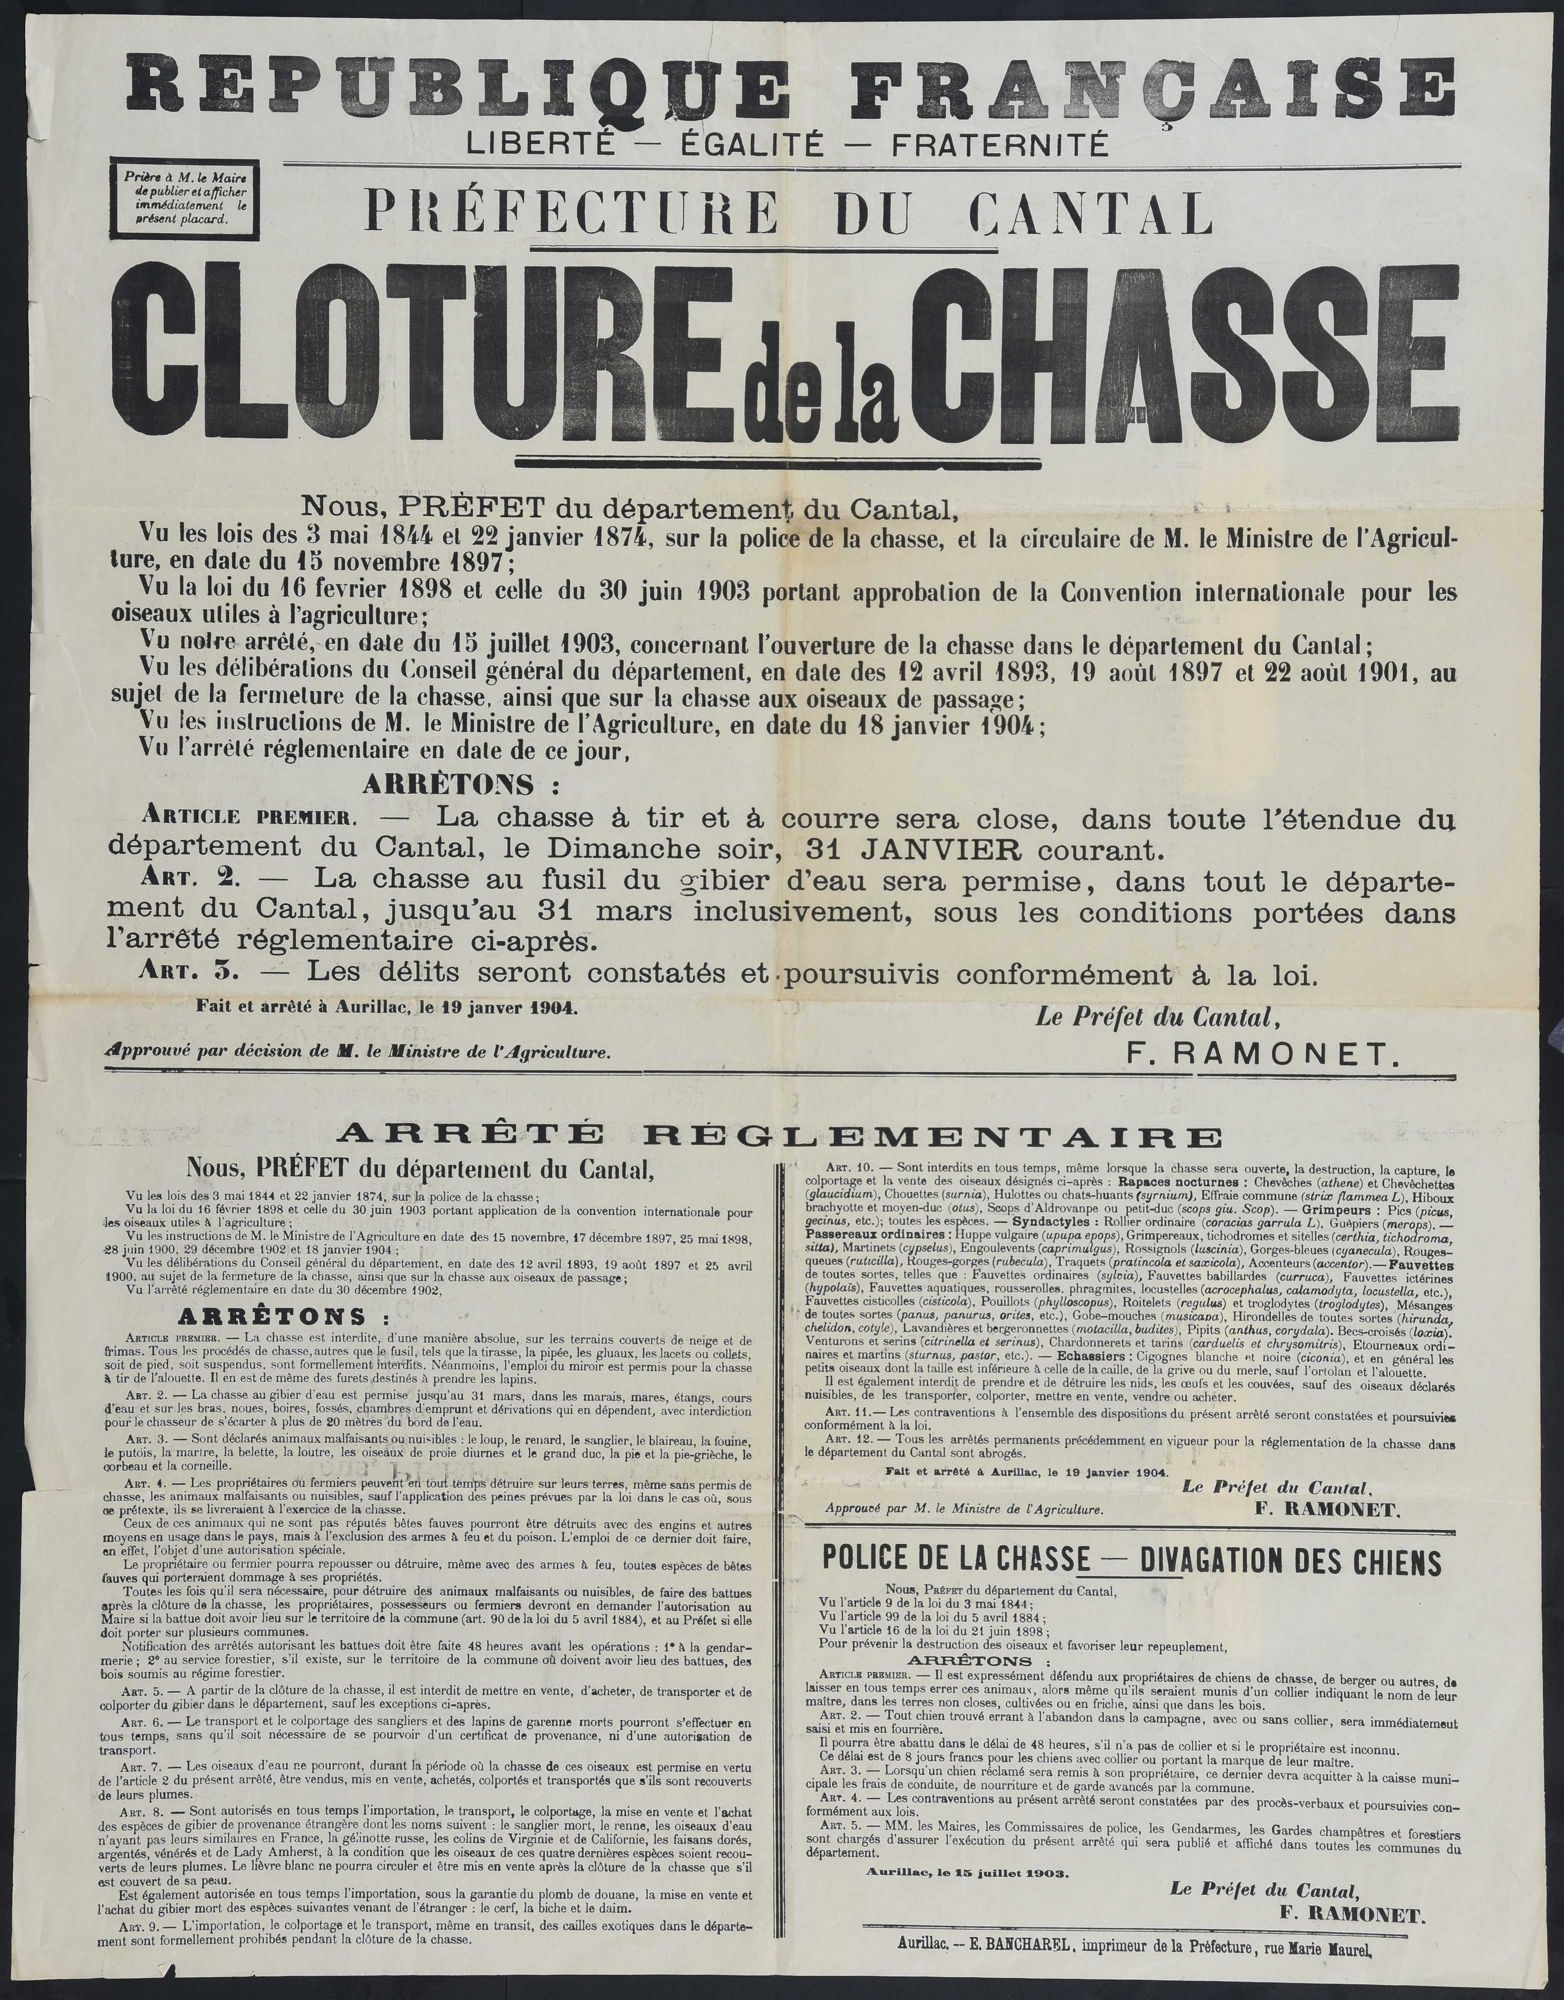 REPUBLIQUE FRANÇAISE
LIBERTÉ — ÉGALITÉ — FRATERNITÉ
Prière à M. le Maire
de publier et afficher
immédiatement le
présent placard.
PRÉFECTURE DU CANTAL
CLOTURE de la CHASSE
Nous, PRÉFET du département du Cantal,
Vu les lois des 3 mai 1844 et 22 janvier 1874, sur la police de la chasse, et la circulaire de M. le Ministre de l'Agricul-
ture, en date du 15 novembre 1897;
Vu la loi du 16 fevrier 1898 et celle du 30 juin 1903 portant approbation de la Convention internationale pour les
oiseaux utiles à l'agriculture;
Vu notre arrêté, en date du 15 juillet 1903, concernant l'ouverture de la chasse dans le département du Cantal;
Vu les délibérations du Conseil général du département, en date des 12 avril 1893, 19 août 1897 et 22 août 1901, au
sujet de la fermeture de la chasse, ainsi que sur la chasse aux oiseaux de passage;
Vu les instructions de M. le Ministre de l'Agriculture, en date du 18 janvier 1904;
Vu l'arrêté réglementaire en date de ce jour,
ARRÊTONS :
ARTICLE PREMIER. — La chasse à tir et à courre sera close, dans toute l'étendue du
département du Cantal, le Dimanche soir, 31 JANVIER courant.
ART. 2. — La chasse au fusil du gibier d'eau sera permise, dans tout le départe-
ment du Cantal, jusqu'au 31 mars inclusivement, sous les conditions portées dans
l'arrêté réglementaire ci-après.
ART. 3. — Les délits seront constatés et poursuivis conformément à la loi.
Fait et arrêté à Aurillac, le 19 janver 1904.
Le Préfet du Cantal,
Approuvé par décision de M. le Ministre de l'Agriculture.
F. RAMONET.
ARRÊTÉ RÉGLEMENTAIRE
Nous, PRÉFET du département du Cantal,
Vu les lois des 3 mai 1844 et 22 janvier 1874, sur la police de la chasse;
Vu la loi du 16 février 1898 et celle du 30 juin 1903 portant application de la convention internationale pour
les oiseaux utiles à l'agriculture;
Vu les instructions de M. le Ministre de l'Agriculture en date des 15 novembre, 17 décembre 1897, 25 mai 1898,
28 juin 1900, 29 décembre 1902 et 18 janvier 1904;
Vu les délibérations du Conseil général du département, en date des 12 avril 1893, 19 août 1897 et 25 avril
1900, au sujet de la fermeture de la chasse, ainsi que sur la chasse aux oiseaux de passage;
Vu l'arrêté réglementaire en date du 30 décembre 1902,
ARRÊTONS :
ARTICLE PREMIER. — La chasse est interdite, d'une manière absolue, sur les terrains couverts de neige et de
frimas. Tous les procédés de chasse, autres que le fusil, tels que la tirasse, la pipée, les gluaux, les lacets ou collets,
soit de pied, soit suspendus, sont formellement interdits. Néanmoins, l'emploi du miroir est permis pour la chasse
à tir de l'alouette. Il en est de même des furets destinés à prendre les lapins.
ART. 2. — La chasse au gibier d'eau est permise jusqu'au 31 mars, dans les marais, mares, étangs, cours
d'eau et sur les bras, noues, boires, fossés, chambres d'emprunt et dérivations qui en dépendent, avec interdiction
pour le chasseur de s'écarter à plus de 20 mètres du bord de l'eau.
ART. 3. — Sont déclarés animaux malfaisants ou nuisibles : le loup, le renard, le sanglier, le blaireau, la fouine,
le putois, la martre, la belette, la loutre, les oiseaux de proie diurnes et le grand duc, la pie et la pie-grièche, le
corbeau et la corneille.
ART. 4. — Les propriétaires ou fermiers peuvent en tout temps détruire sur leurs terres, même sans permis de
chasse, les animaux malfaisants ou nuisibles, sauf l'application des peines prévues par la loi dans le cas où, sous
ce prétexte, ils se livreraient à l'exercice de la chasse.
Ceux de ces animaux qui ne sont pas réputés bêtes fauves pourront être détruits avec des engins et autres
moyens en usage dans le pays, mais à l'exclusion des armes à feu et du poison. L'emploi de ce dernier doit faire,
en effet, l'objet d'une autorisation spéciale.
Le propriétaire ou fermier pourra repousser ou détruire, même avec des armes à feu, toutes espèces de bêtes
fauves qui porteraient dommage à ses propriétés.
Toutes les fois qu'il sera nécessaire, pour détruire des animaux malfaisants ou nuisibles, de faire des battues
après la clôture de la chasse, les propriétaires, possesseurs ou fermiers devront en demander l'autorisation au
Maire si la battue doit avoir lieu sur le territoire de la commune (art. 90 de la loi du 5 avril 1884), et au Préfet si elle
doit porter sur plusieurs communes.
Notification des arrêtés autorisant les battues doit être faite 48 heures avant les opérations : 1° à la gendar-
merie; 2° au service forestier, s'il existe, sur le territoire de la commune où doivent avoir lieu des battues, des
bois soumis au régime forestier.
ART. 5. — A partir de la clôture de la chasse, il est interdit de mettre en vente, d'acheter, de transporter et de
colporter du gibier dans le département, sauf les exceptions ci-après.
ART. 6. — Le transport et le colportage des sangliers et des lapins de garenne morts pourront s'effectuer en
tous temps, sans qu'il soit nécessaire de se pourvoir d'un certificat de provenance, ni d'une autorisation de
transport.
ART. 7. — Les oiseaux d'eau ne pourront, durant la période où la chasse de ces oiseaux est permise en vertu
de l'article 2 du présent arrêté, être vendus, mis en vente, achetés, colportés et transportés que s'ils sont recouverts
de leurs plumes.
ART. 8. — Sont autorisés en tous temps l'importation, le transport, le colportage, la mise en vente et l'achat
des espèces de gibier de provenance étrangère dont les noms suivent : le sanglier mort, le renne, les oiseaux d'eau
n'ayant pas leurs similaires en France, la gélinotte russe, les colins de Virginie et de Californie, les faisans dorés,
argentés, vénérés et de Lady Amherst, à la condition que les oiseaux de ces quatre dernières espèces soient recou-
verts de leurs plumes. Le lièvre blanc ne pourra circuler et être mis en vente après la clôture de la chasse que s'il
est couvert de sa peau.
Est également autorisée en tous temps l'importation, sous la garantie du plomb de douane, la mise en vente et
l'achat du gibier mort des espèces suivantes venant de l'étranger : le cerf, la biche et le daim.
ART. 9. — L'importation, le colportage et le transport, même en transit, des cailles exotiques dans le départe-
ment sont formellement prohibés pendant la clôture de la chasse.
ART. 10. — Sont interdits en tous temps, même lorsque la chasse sera ouverte, la destruction, la capture, le
colportage et la vente des oiseaux désignés ci-après : Rapaces nocturnes : Chevêches (athene) et Chevêchettes
(glaucidium), Chouettes (surnia), Hulottes ou chats-huants (syrnium), Effraie commune (strix flammea L), Hiboux
brachyotte et moyen-duc (otus), Scops d'Aldrovanpe ou petit-duc (scops giu. Scop). — Grimpeurs : Pics (picus,
gecinus, etc.); toutes les espèces. — Syndactyles : Rollier ordinaire (coracias garrula L), Guêpiers (merops). —
Passereaux ordinaires : Huppe vulgaire (upupa epops), Grimpereaux, tichodromes et sitelles (certhia, tichodroma,
sitta), Martinets (cypselus), Engoulevents (caprimulgus), Rossignols (luscinia), Gorges-bleues (cyanecula), Rouges-
queues (ruticilla), Rouges-gorges (rubecula), Traquets (pratincola et saxicola), Accenteurs (accentor). — Fauvettes
de toutes sortes, telles que : Fauvettes ordinaires (sylvia), Fauvettes babillardes (curruca), Fauvettes ictérines
(hypolaïs), Fauvettes aquatiques, rousserolles, phragmites, locustelles (acrocephalus, calamodyta, locustella, etc.),
Fauvettes cisticolles (cisticola), Pouillots (phylloscopus), Roitelets (regulus) et troglodytes (troglodytes), Mésanges
de toutes sortes (panus, panurus, orites, etc.), Gobe-mouches (musicapa), Hirondelles de toutes sortes (hirunda,
chelidon, cotyle), Lavandières et bergeronnettes (motacilla, budites), Pipits (anthus, corydala). Becs-croisés (loxia).
Venturons et serins (citrinella et serinus), Chardonnerets et tarins (carduelis et chrysomitris), Etourneaux ordi-
naires et martins (sturnus, pastor, etc.). — Echassiers : Cigognes blanche et noire (ciconia), et en général les
petits oiseaux dont la taille est inférieure à celle de la caille, de la grive ou du merle, sauf l'ortolan et l'alouette.
Il est également interdit de prendre et de détruire les nids, les œufs et les couvées, sauf des oiseaux déclarés
nuisibles, de les transporter, colporter, mettre en vente, vendre ou acheter.
ART. 11. — Les contraventions à l'ensemble des dispositions du présent arrêté seront constatées et poursuivies
conformément à la loi.
ART. 12. — Tous les arrêtés permanents précédemment en vigueur pour la réglementation de la chasse dans
le département du Cantal sont abrogés.
Fait et arrêté à Aurillac, le 19 janvier 1904.
Le Préfet du Cantal,
Approuvé par M. le Ministre de l'Agriculture.
F. RAMONET.
POLICE DE LA CHASSE — DIVAGATION DES CHIENS
Nous, PRÉFET du département du Cantal,
Vu l'article 9 de la loi du 3 mai 1844;
Vu l'article 99 de la loi du 5 avril 1884;
Vu l'article 16 de la loi du 21 juin 1898;
Pour prévenir la destruction des oiseaux et favoriser leur repeuplement,
ARRÊTONS :
ARTICLE PREMIER. — Il est expressément défendu aux propriétaires de chiens de chasse, de berger ou autres, de
laisser en tous temps errer ces animaux, alors même qu'ils seraient munis d'un collier indiquant le nom de leur
maître, dans les terres non closes, cultivées ou en friche, ainsi que dans les bois.
ART. 2. — Tout chien trouvé errant à l'abandon dans la campagne, avec ou sans collier, sera immédiatement
saisi et mis en fourrière.
Il pourra être abattu dans le délai de 48 heures, s'il n'a pas de collier et si le propriétaire est inconnu.
Ce délai est de 8 jours francs pour les chiens avec collier ou portant la marque de leur maître.
ART. 3. — Lorsqu'un chien réclamé sera remis à son propriétaire, ce dernier devra acquitter à la caisse muni-
cipale les frais de conduite, de nourriture et de garde avancés par la commune.
ART. 4. — Les contraventions au présent arrêté seront constatées par des procès-verbaux et poursuivies con-
formément aux lois.
ART. 5. — MM. les Maires, les Commissaires de police, les Gendarmes, les Gardes champêtres et forestiers
sont chargés d'assurer l'exécution du présent arrêté qui sera publié et affiché dans toutes les communes du
département.
Aurillac, le 15 juillet 1903.
Le Préfet du Cantal,
F. RAMONET.
Aurillac. — E. BANCHAREL, imprimeur de la Préfecture, rue Marie Maurel.